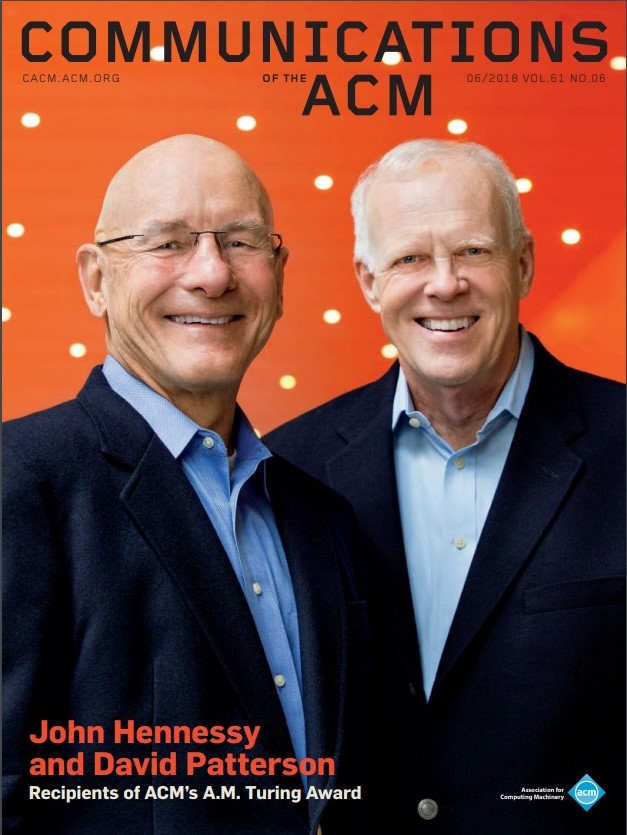 COMMUNICATIONS
CACM.ACM.ORG OF THE ACM 06/2018 VOL.61 NO.06
John Hennessy
and David Patterson
Recipients of ACM's A.M. Turing Award
Association for
Computing Machinery
acm